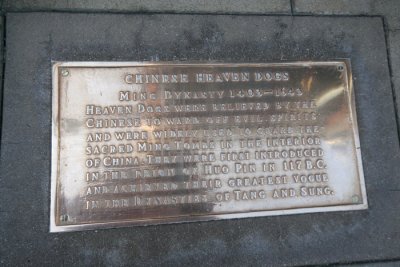 CHINESE HEAVEN DOGS
MING DYNASTY 1403-1643
HEAVEN DOGS WERE BELIEVED BY THE
CHINESE TO WARD OFF EVIL SPIRITS
AND WERE WIDELY USED TO GUARD THE
SACRED MING TOMBS IN THE INTERIOR
OF CHINA. THEY WERE FIRST INTRODUCED
IN THE REIGN OF HUO PIN IN 117 B.C.
AND ACHIEVED THEIR GREATEST VOGUE
IN THE DYNASTIES OF TANG AND SUNG.